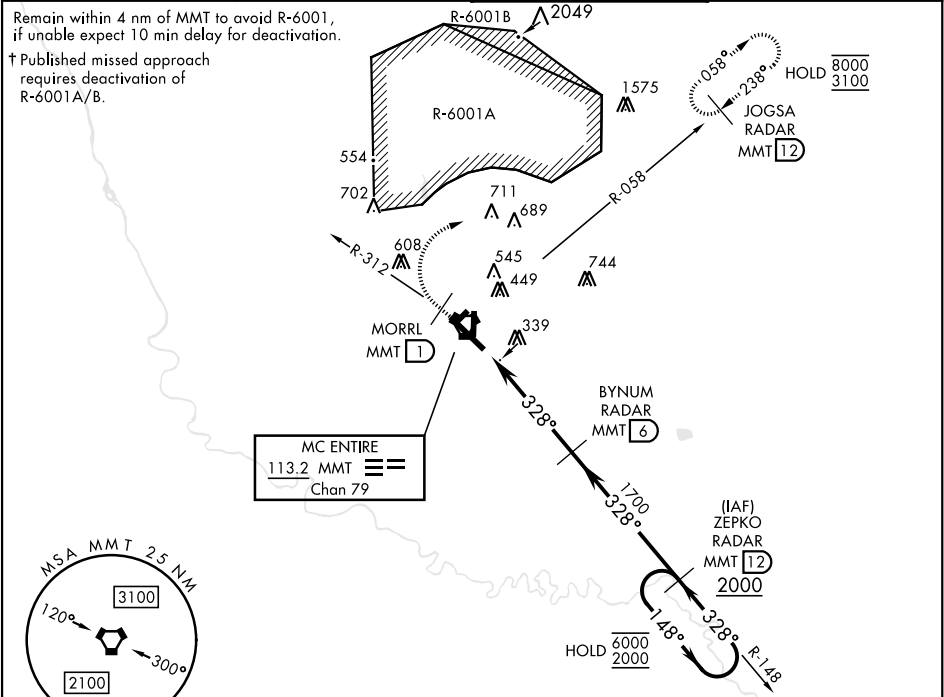 Remain within 4 nm of MMT to avoid R-6001,
if unable expect 10 min delay for deactivation.
† Published missed approach
requires deactivation of
R-6001A/B.
R-6001B
2049
R-6001A
1575
058°
238°
HOLD 8000
3100
JOGSA
RADAR
MMT 12
554
702
711
689
R-058
608
R-312
545
449
744
MORRL
MMT 1
339
328°
BYNUM
RADAR
MMT 6
MC ENTIRE
113.2 MMT
Chan 79
1700
328°
(IAF)
ZEPKO
RADAR
MMT 12
2000
MSA MMT 25 NM
3100
120°
300°
2100
148°
328°
HOLD 6000
2000
R-148